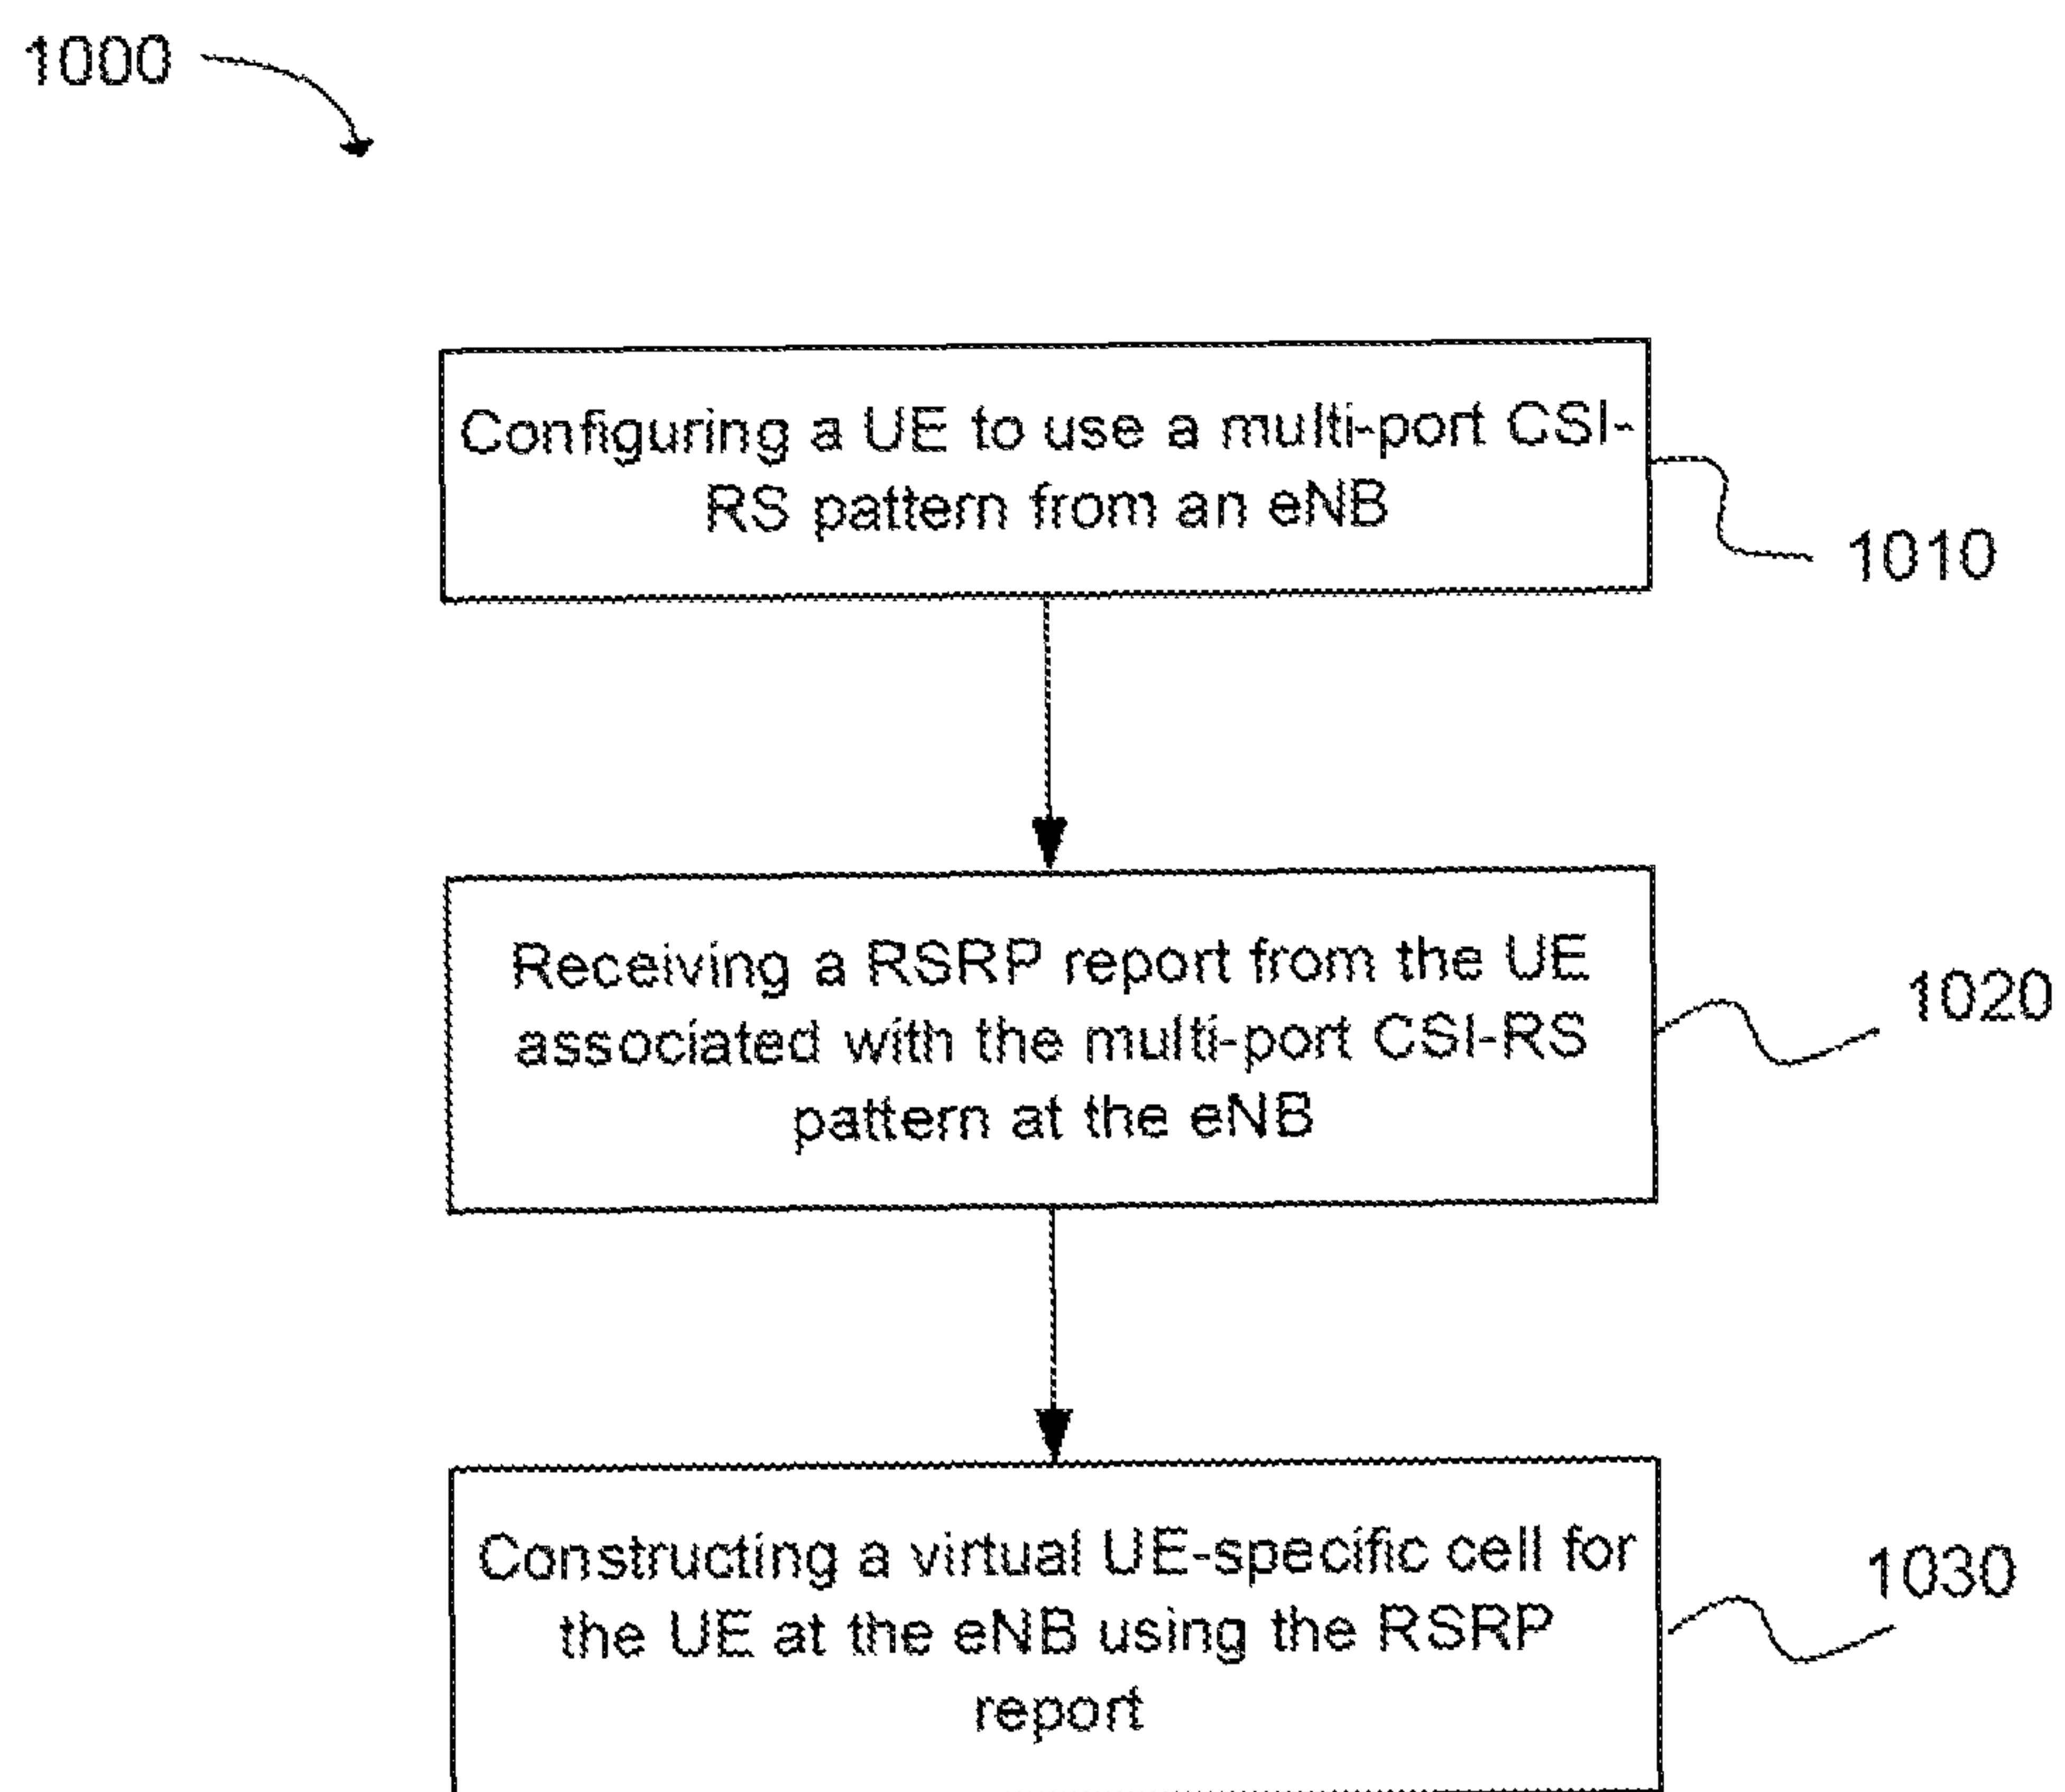 1000
Configuring a UE to use a multi-port CSI-
RS pattern from an eNB
1010
Receiving a RSRP report from the UE
associated with the multi-port CSI-RS
pattern at the eNB
1020
Constructing a virtual UE-specific cell for
the UE at the eNB using the RSRP
report
1030